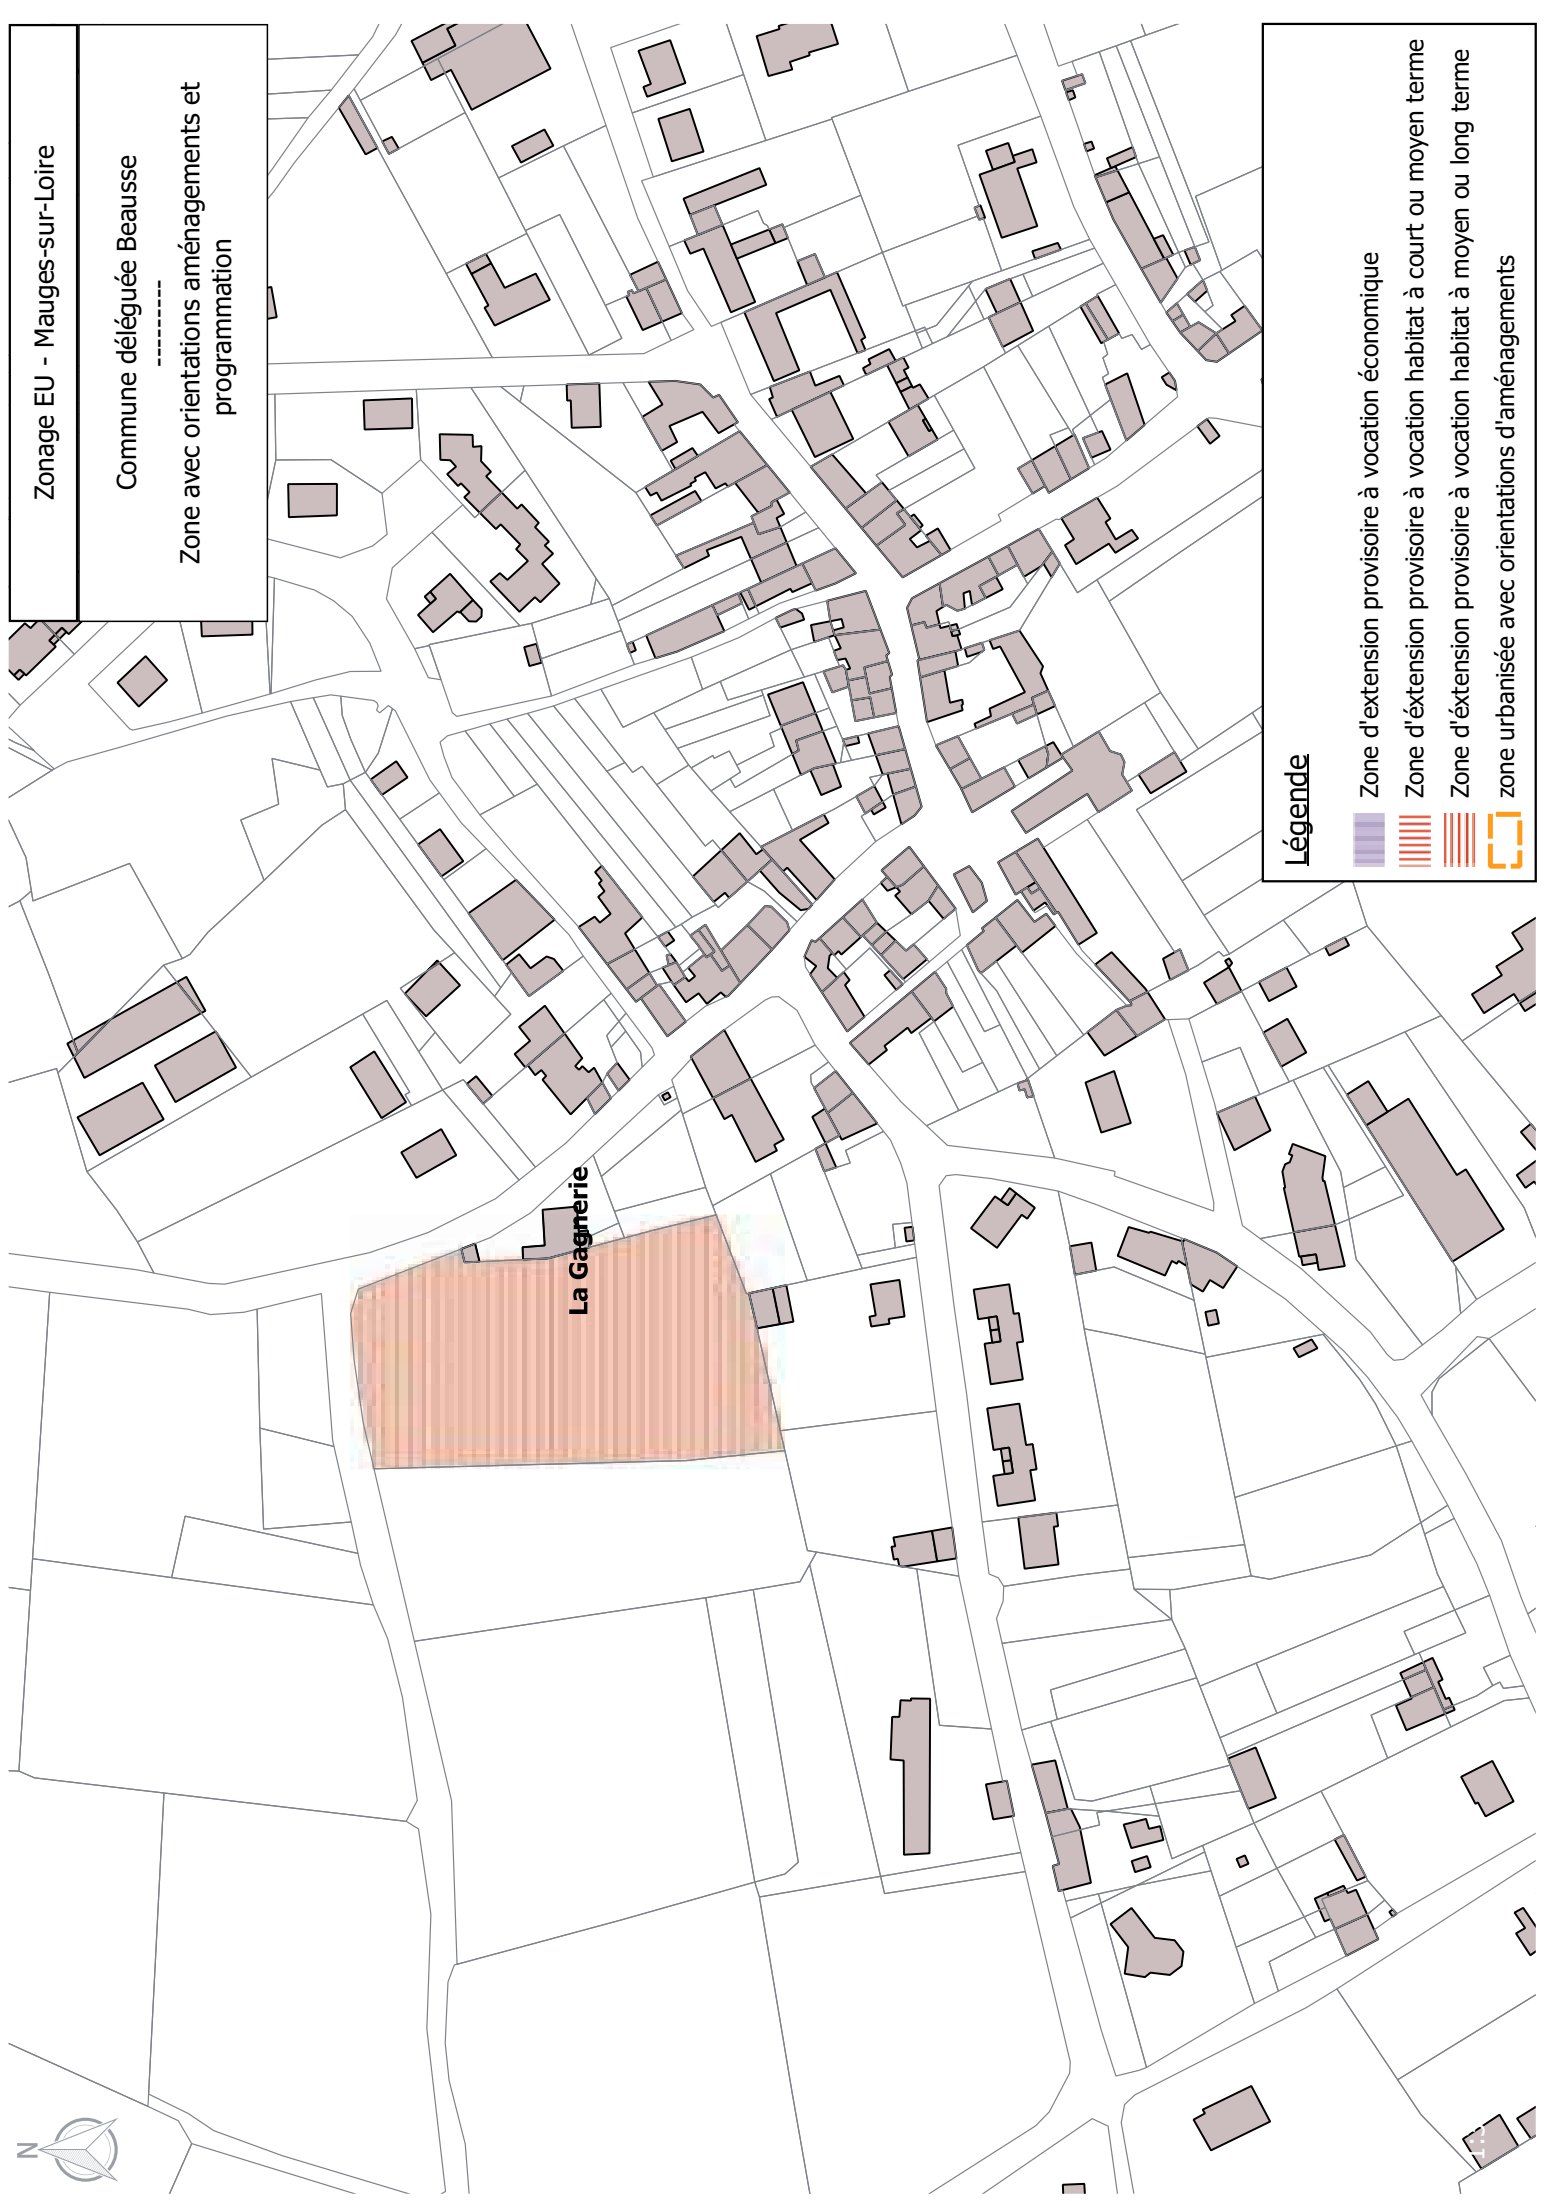 Zonage EU - Mauges-sur-Loire
Commune déléguée Beausse
----------
Zone avec orientations aménagements et
programmation
La Gagnerie
Légende
Zone d'extension provisoire à vocation économique
Zone d'éxtension provisoire à vocation habitat à court ou moyen terme
Zone d'éxtension provisoire à vocation habitat à moyen ou long terme
zone urbanisée avec orientations d'aménagements
N